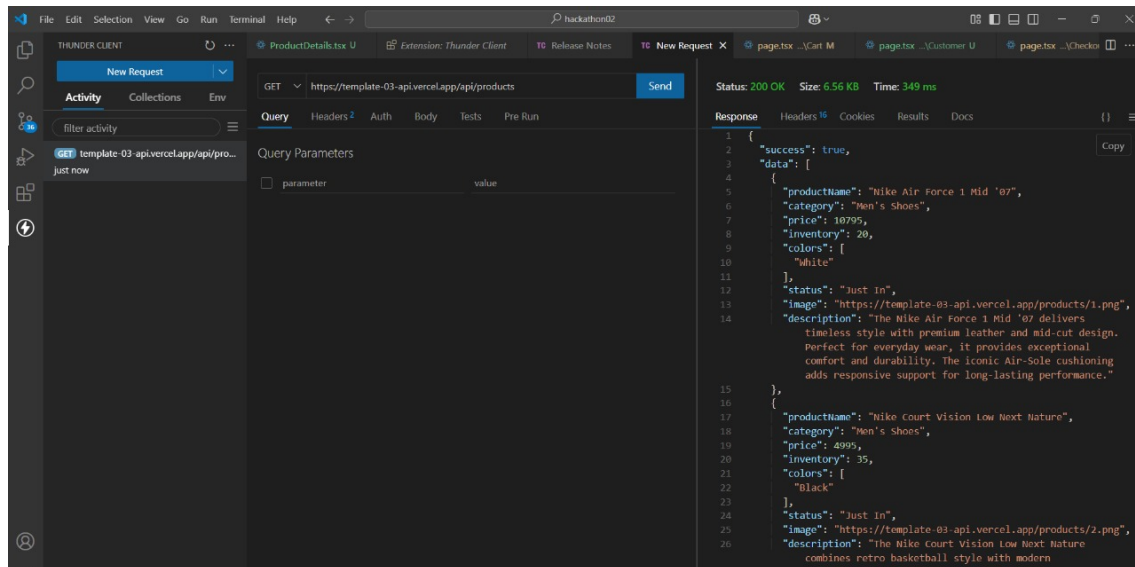 File Edit Selection View Go Run Terminal Help hackathon02
THUNDER CLIENT
ProductDetails.tsx U Extension: Thunder Client TC Release Notes TC New Request page.tsx ...\Cart M page.tsx ...\Customer U page.tsx ...\Checko
New Request
Activity Collections Env
filter activity
GET template-03-api.vercel.app/api/pro...
just now
36
GET https://template-03-api.vercel.app/api/products Send
Query Headers 2 Auth Body Tests Pre Run
Query Parameters
parameter value
Status: 200 OK Size: 6.56 KB Time: 349 ms
Response Headers 16 Cookies Results Docs {}
Copy
1 {
2 "success": true,
3 "data": [
4 {
5 "productName": "Nike Air Force 1 Mid '07",
6 "category": "Men's Shoes",
7 "price": 10795,
8 "inventory": 20,
9 "colors": [
10 "White"
11 ],
12 "status": "Just In",
13 "image": "https://template-03-api.vercel.app/products/1.png",
14 "description": "The Nike Air Force 1 Mid '07 delivers
timeless style with premium leather and mid-cut design.
Perfect for everyday wear, it provides exceptional
comfort and durability. The iconic Air-Sole cushioning
adds responsive support for long-lasting performance."
15 },
16 {
17 "productName": "Nike Court Vision Low Next Nature",
18 "category": "Men's Shoes",
19 "price": 4995,
20 "inventory": 35,
21 "colors": [
22 "Black"
23 ],
24 "status": "Just In",
25 "image": "https://template-03-api.vercel.app/products/2.png",
26 "description": "The Nike Court Vision Low Next Nature
combines retro basketball style with modern